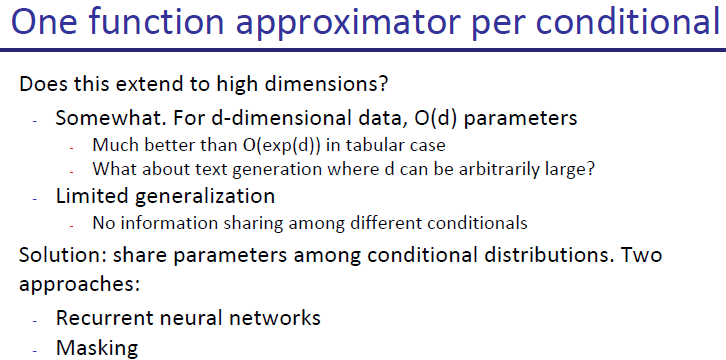 One function approximator per conditional
Does this extend to high dimensions?
- Somewhat. For d-dimensional data, O(d) parameters
- Much better than O(exp(d)) in tabular case
- What about text generation where d can be arbitrarily large?
- Limited generalization
- No information sharing among different conditionals
Solution: share parameters among conditional distributions. Two
approaches:
- Recurrent neural networks
- Masking